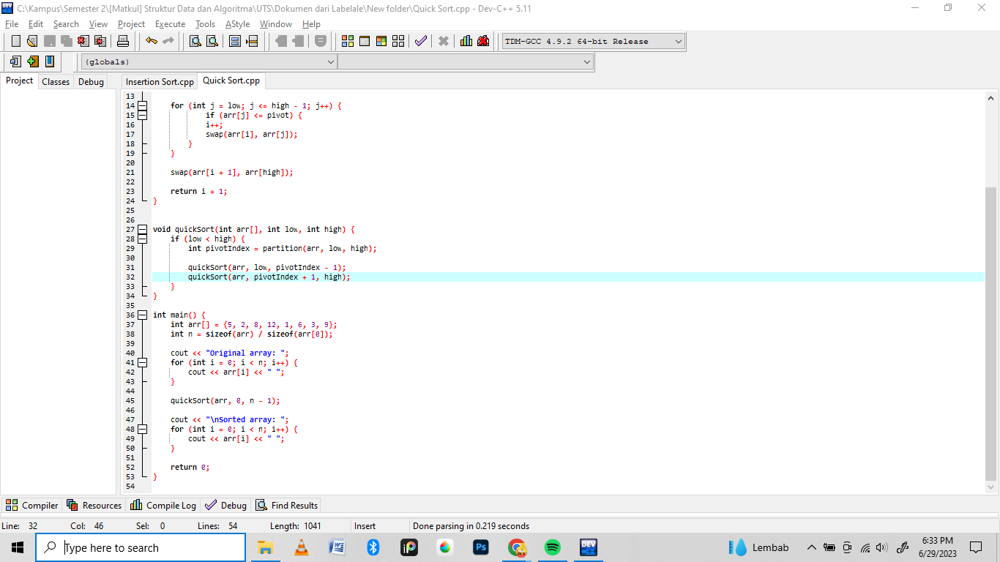 C:\Kampus\Semester 2\[Matkul] Struktur Data dan Algoritma\UTS\Dokumen dari Labelale\New folder\Quick Sort.cpp - Dev-C++ 5.11
File Edit Search View Project Execute Tools AStyle Window Help
TDM-GCC 4.9.2 64-bit Release
(globals)
Project Classes Debug Insertion Sort.cpp Quick Sort.cpp
13
14 for (int j = low; j <= high - 1; j++) {
15 if (arr[j] <= pivot) {
16 i++;
17 swap(arr[i], arr[j]);
18 }
19 }
20
21 swap(arr[i + 1], arr[high]);
22
23 return i + 1;
24 }
25
26
27 void quickSort(int arr[], int low, int high) {
28 if (low < high) {
29 int pivotIndex = partition(arr, low, high);
30
31 quickSort(arr, low, pivotIndex - 1);
32 quickSort(arr, pivotIndex + 1, high);
33 }
34 }
35
36 int main() {
37 int arr[] = {5, 2, 8, 12, 1, 6, 3, 9};
38 int n = sizeof(arr) / sizeof(arr[0]);
39
40 cout << "Original array: ";
41 for (int i = 0; i < n; i++) {
42 cout << arr[i] << " ";
43 }
44
45 quickSort(arr, 0, n - 1);
46
47 cout << "\nSorted array: ";
48 for (int i = 0; i < n; i++) {
49 cout << arr[i] << " ";
50 }
51
52 return 0;
53 }
54
Compiler Resources Compile Log Debug Find Results
Line: 32 Col: 46 Sel: 0 Lines: 54 Length: 1041 Insert Done parsing in 0.219 seconds
Type here to search
W
iP
Ps
DEV
Lembab
6:33 PM
6/29/2023